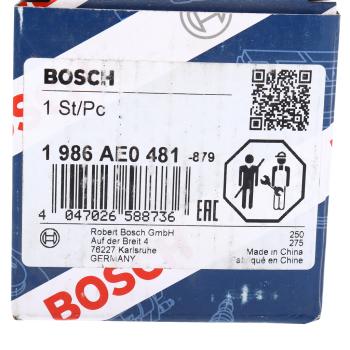 BOSCH
1 St/Pc
1 986 AE0 481 -879
4 047026 588736
EAC
Robert Bosch GmbH
Auf der Breit 4
76227 Karlsruhe
GERMANY
250
275
Made in China
Fabriqué en Chine
BOSCH